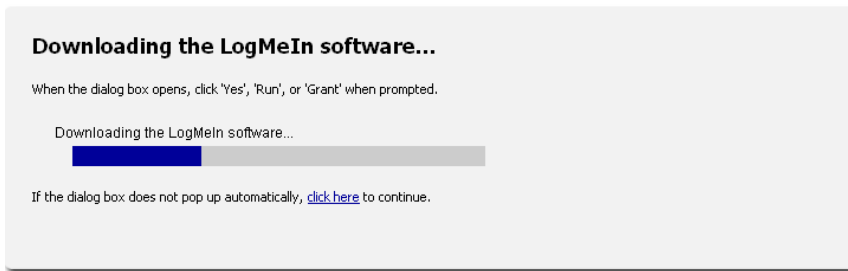 Downloading the LogMeIn software...
When the dialog box opens, click 'Yes', 'Run', or 'Grant' when prompted.
Downloading the LogMeIn software...
If the dialog box does not pop up automatically, click here to continue.